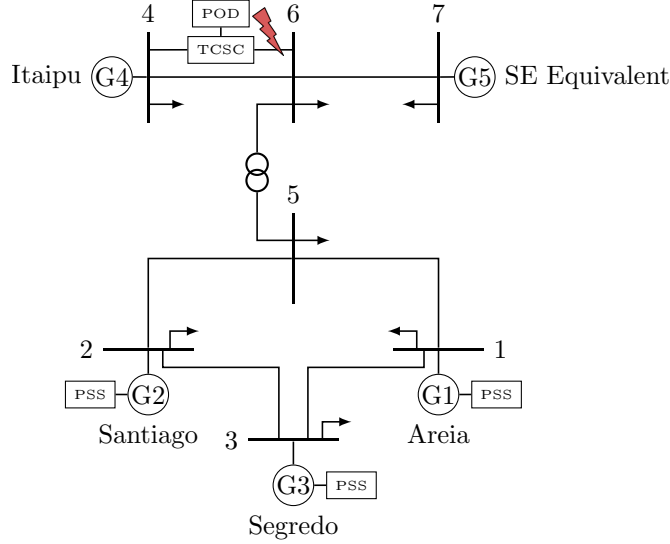 POD
4
6
7
TCSC
Itaipu
G4
G5
SE Equivalent
5
2
1
PSS
G2
G1
PSS
Santiago
3
Areia
G3
PSS
Segredo